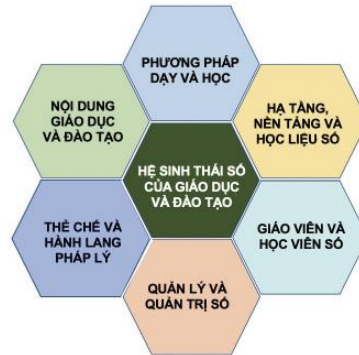 PHƯƠNG PHÁP
DẠY VÀ HỌC
NỘI DUNG
GIÁO DỤC
VÀ ĐÀO TẠO
HẠ TẦNG,
NỀN TẢNG VÀ
HỌC LIỆU SỐ
HỆ SINH THÁI SỐ
CỦA GIÁO DỤC
VÀ ĐÀO TẠO
THỂ CHẾ VÀ
HÀNH LANG
PHÁP LÝ
GIÁO VIÊN VÀ
HỌC VIÊN SỐ
QUẢN LÝ VÀ
QUẢN TRỊ SỐ